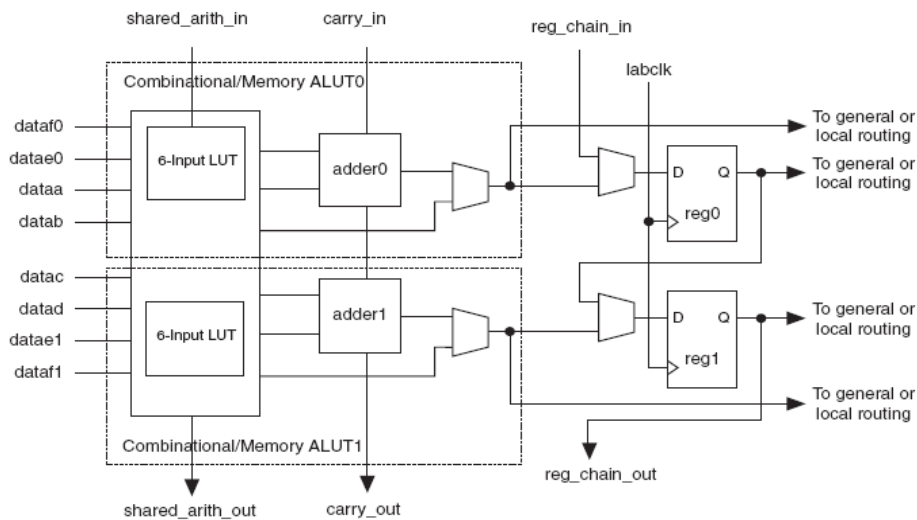 shared_arith_in
carry_in
reg_chain_in
labclk
Combinational/Memory ALUT0
dataf0
datae0
dataa
datab
6-Input LUT
adder0
D Q
reg0
To general or
local routing
To general or
local routing
datac
datad
datae1
dataf1
6-Input LUT
adder1
D Q
reg1
To general or
local routing
To general or
local routing
Combinational/Memory ALUT1
reg_chain_out
shared_arith_out
carry_out